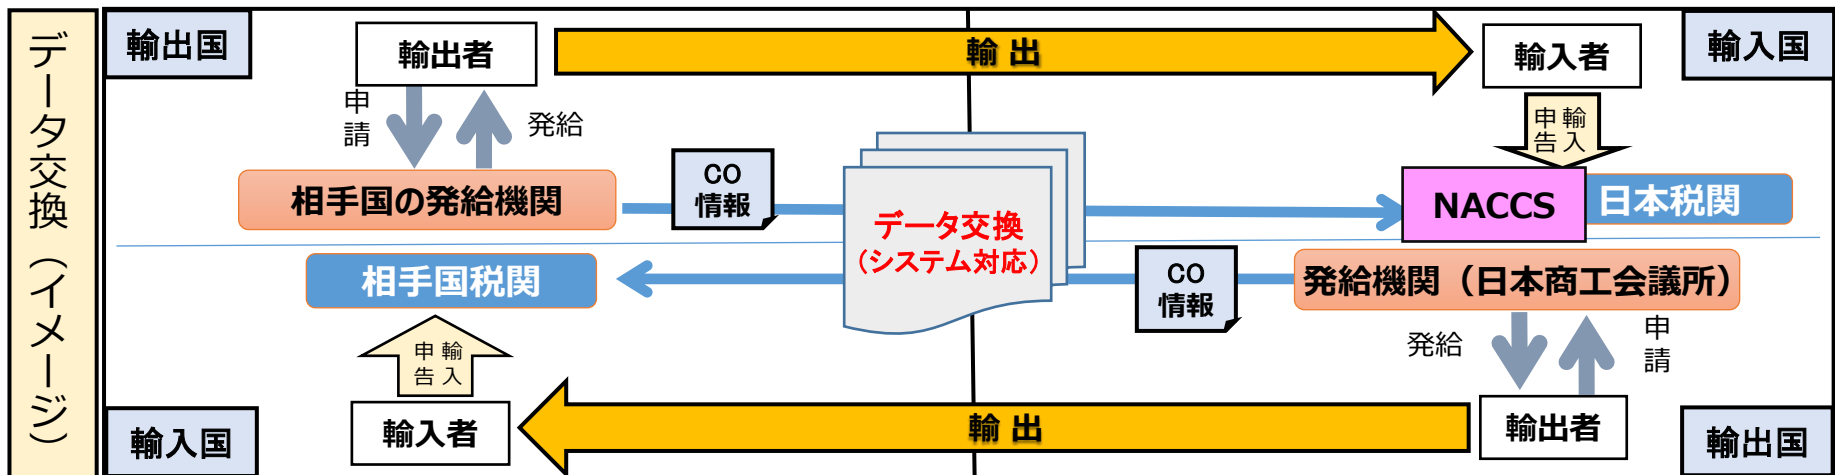 データ交換（イメージ）
輸出国
輸出者
輸 出
輸入者
輸入国
申請
発給
輸入
申告
相手国の発給機関
CO
情報
データ交換
（システム対応）
NACCS
日本税関
相手国税関
CO
情報
発給機関（日本商工会議所）
輸入
申告
発給
申請
輸入国
輸入者
輸 出
輸出者
輸出国